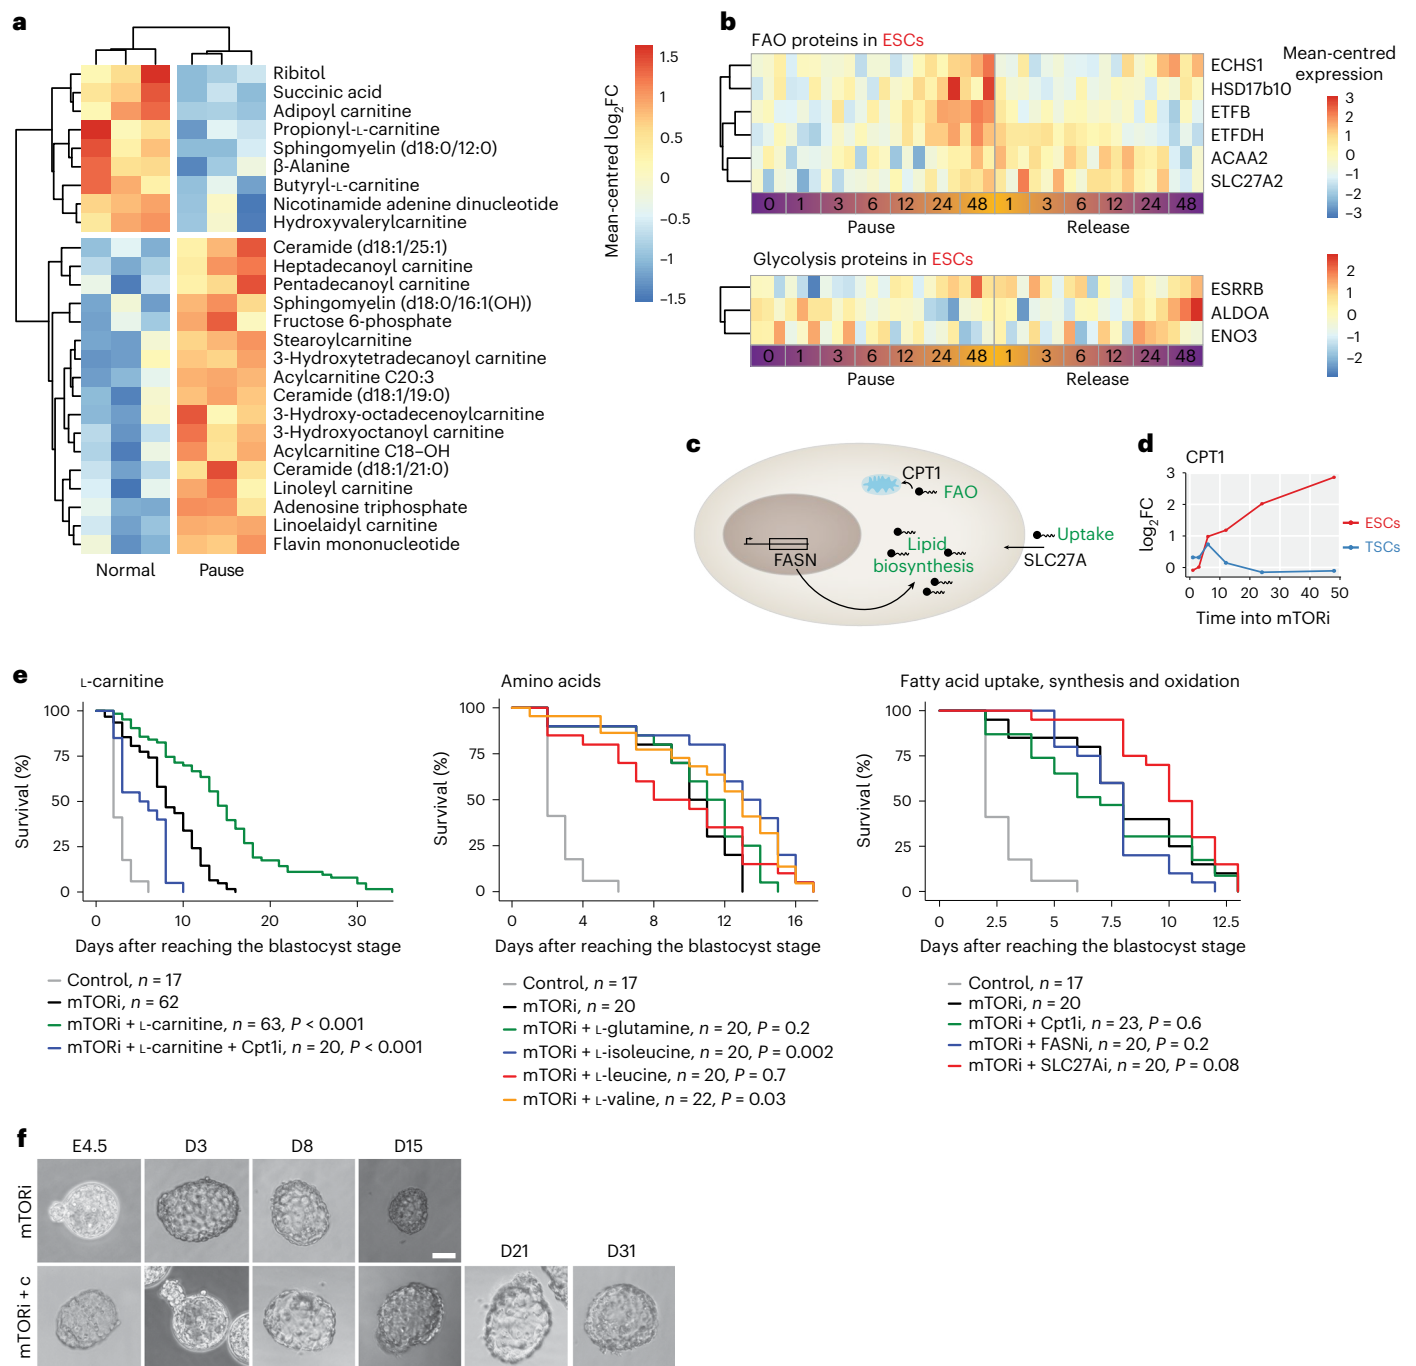 a
Ribitol
Succinic acid
Adipoyl carnitine
Propionyl-L-carnitine
Sphingomyelin (d18:0/12:0)
β-Alanine
Butyryl-L-carnitine
Nicotinamide adenine dinucleotide
Hydroxyvalerylcarnitine
Ceramide (d18:1/25:1)
Heptadecanoyl carnitine
Pentadecanoyl carnitine
Sphingomyelin (d18:0/16:1(OH))
Fructose 6-phosphate
Stearoylcarnitine
3-Hydroxytetradecanoyl carnitine
Acylcarnitine C20:3
Ceramide (d18:1/19:0)
3-Hydroxy-octadecenoylcarnitine
3-Hydroxyoctanoyl carnitine
Acylcarnitine C18–OH
Ceramide (d18:1/21:0)
Linoleyl carnitine
Adenosine triphosphate
Linoelaidyl carnitine
Flavin mononucleotide
Normal Pause
Mean-centred log2FC
1.5
1
0.5
0
−0.5
−1
−1.5
b
FAO proteins in ESCs
ECHS1
HSD17b10
ETFB
ETFDH
ACAA2
SLC27A2
0 1 3 6 12 24 48 1 3 6 12 24 48
Pause Release
Mean-centred
expression
3
2
1
0
−1
−2
−3
Glycolysis proteins in ESCs
ESRRB
ALDOA
ENO3
0 1 3 6 12 24 48 1 3 6 12 24 48
Pause Release
2
1
0
−1
−2
c
CPT1
FAO
Lipid
biosynthesis
FASN
Uptake
SLC27A
d
CPT1
log2FC
3
2
1
0
0 10 20 30 40 50
Time into mTORi
ESCs
TSCs
e
L-carnitine
Survival (%)
100
75
50
25
0
0 10 20 30
Days after reaching the blastocyst stage
Control, n = 17
mTORi, n = 62
mTORi + L-carnitine, n = 63, P < 0.001
mTORi + L-carnitine + Cpt1i, n = 20, P < 0.001
Amino acids
Survival (%)
100
75
50
25
0
0 4 8 12 16
Days after reaching the blastocyst stage
Control, n = 17
mTORi, n = 20
mTORi + L-glutamine, n = 20, P = 0.2
mTORi + L-isoleucine, n = 20, P = 0.002
mTORi + L-leucine, n = 20, P = 0.7
mTORi + L-valine, n = 22, P = 0.03
Fatty acid uptake, synthesis and oxidation
Survival (%)
100
75
50
25
0
0 2.5 5 7.5 10 12.5
Days after reaching the blastocyst stage
Control, n = 17
mTORi, n = 20
mTORi + Cpt1i, n = 23, P = 0.6
mTORi + FASNi, n = 20, P = 0.2
mTORi + SLC27Ai, n = 20, P = 0.08
f
E4.5 D3 D8 D15
mTORi
D21 D31
mTORi + c